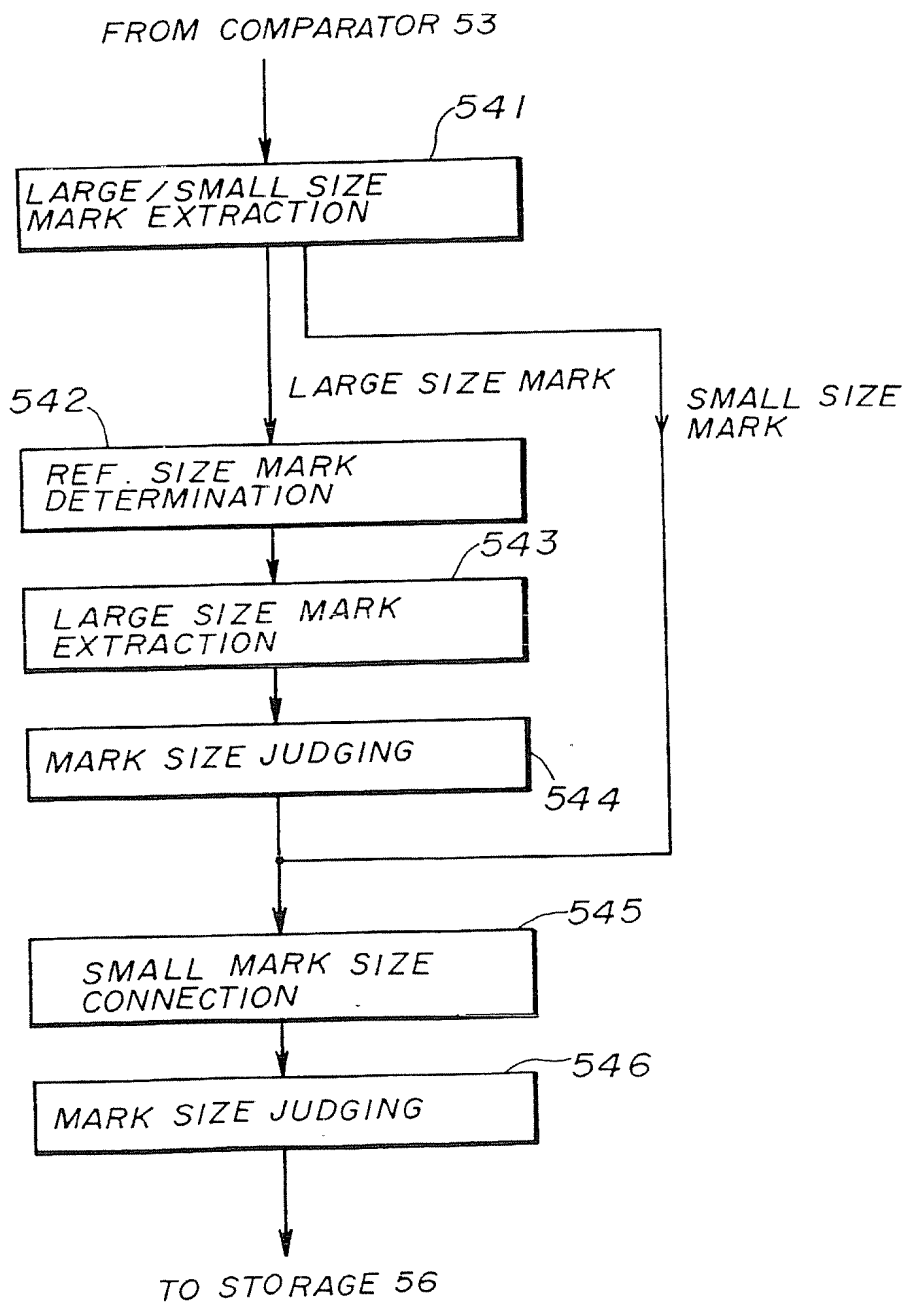 FROM COMPARATOR 53
541
LARGE/SMALL SIZE
MARK EXTRACTION
LARGE SIZE MARK
SMALL SIZE
MARK
542
REF. SIZE MARK
DETERMINATION
543
LARGE SIZE MARK
EXTRACTION
MARK SIZE JUDGING
544
545
SMALL MARK SIZE
CONNECTION
546
MARK SIZE JUDGING
TO STORAGE 56